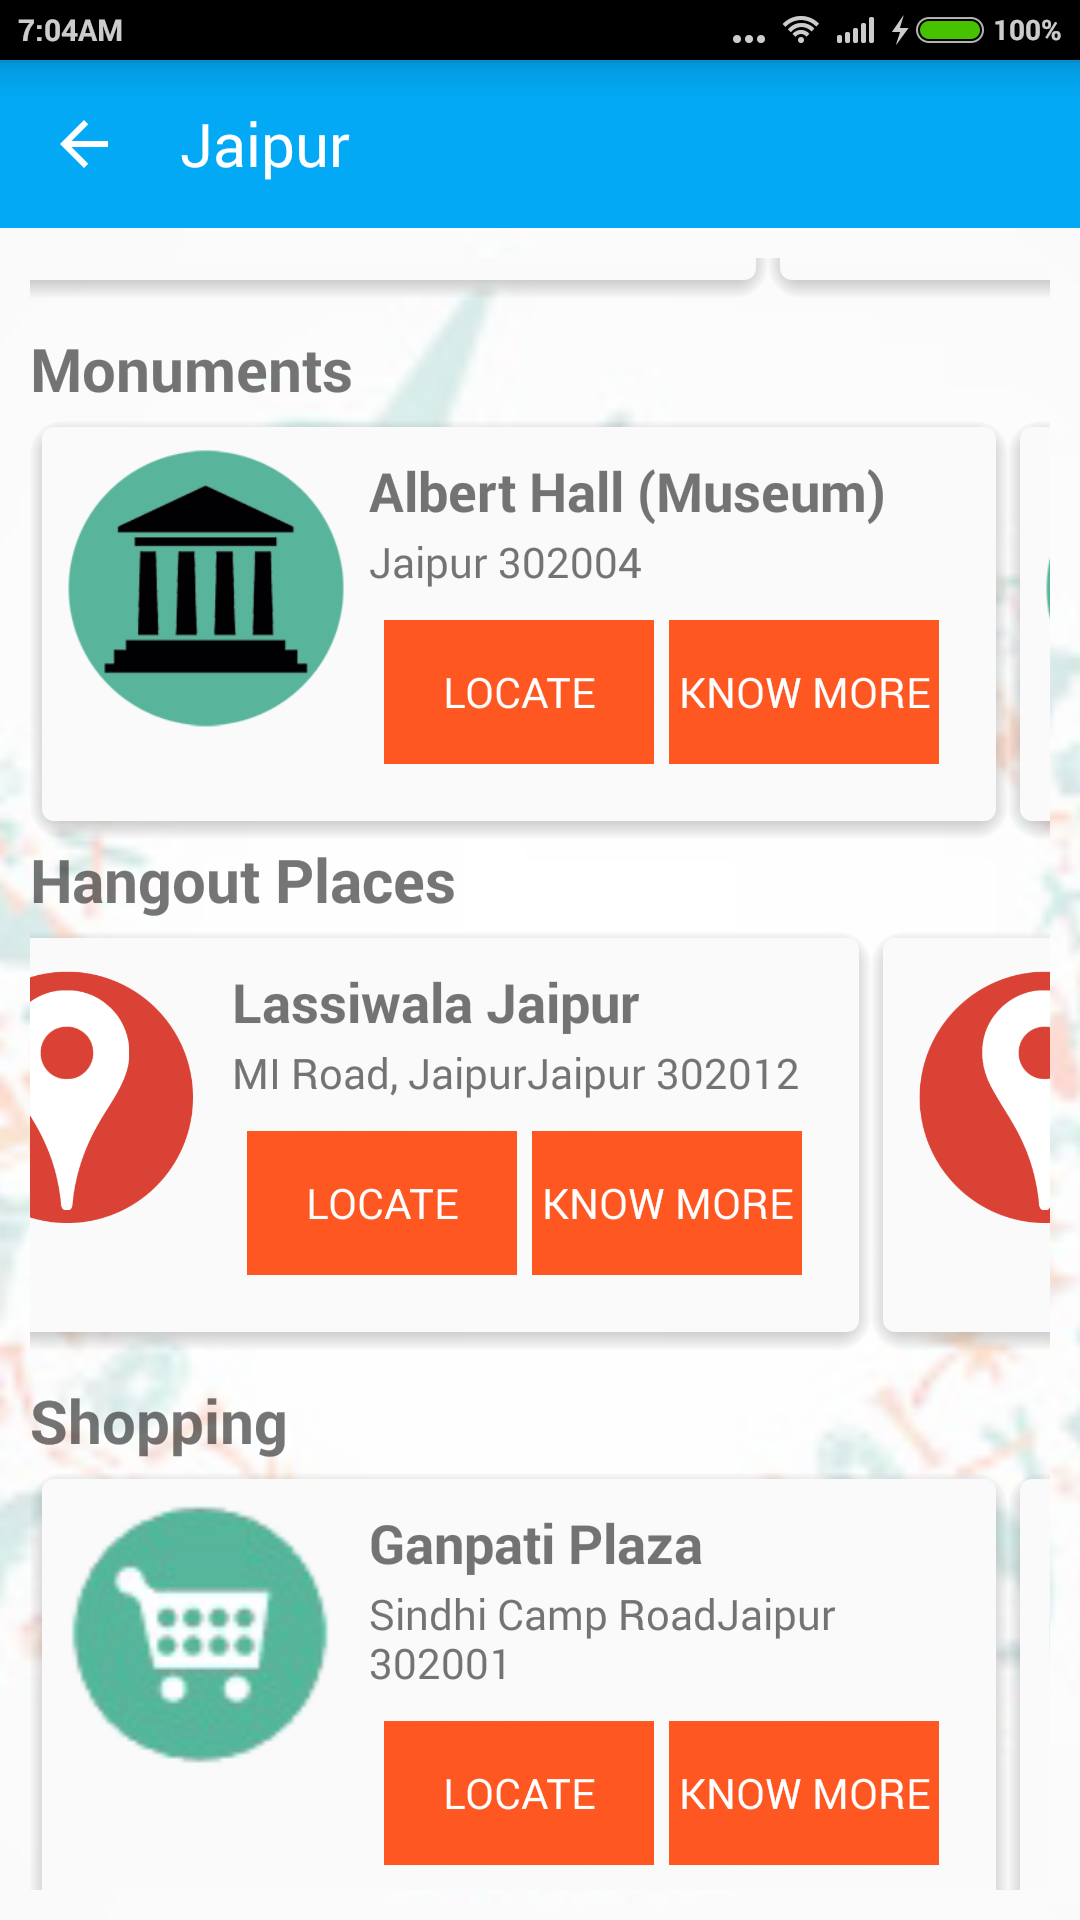 7:04AM
100%
Jaipur
Monuments
Albert Hall (Museum)
Jaipur 302004
LOCATE KNOW MORE
Hangout Places
Lassiwala Jaipur
MI Road, JaipurJaipur 302012
LOCATE KNOW MORE
Shopping
Ganpati Plaza
Sindhi Camp RoadJaipur
302001
LOCATE KNOW MORE